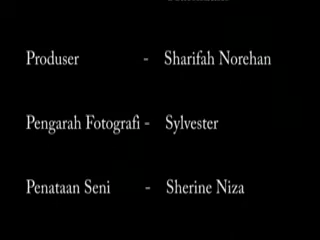 Produser - Sharifah Norehan
Pengarah Fotografi - Sylvester
Penataan Seni - Sherine Niza